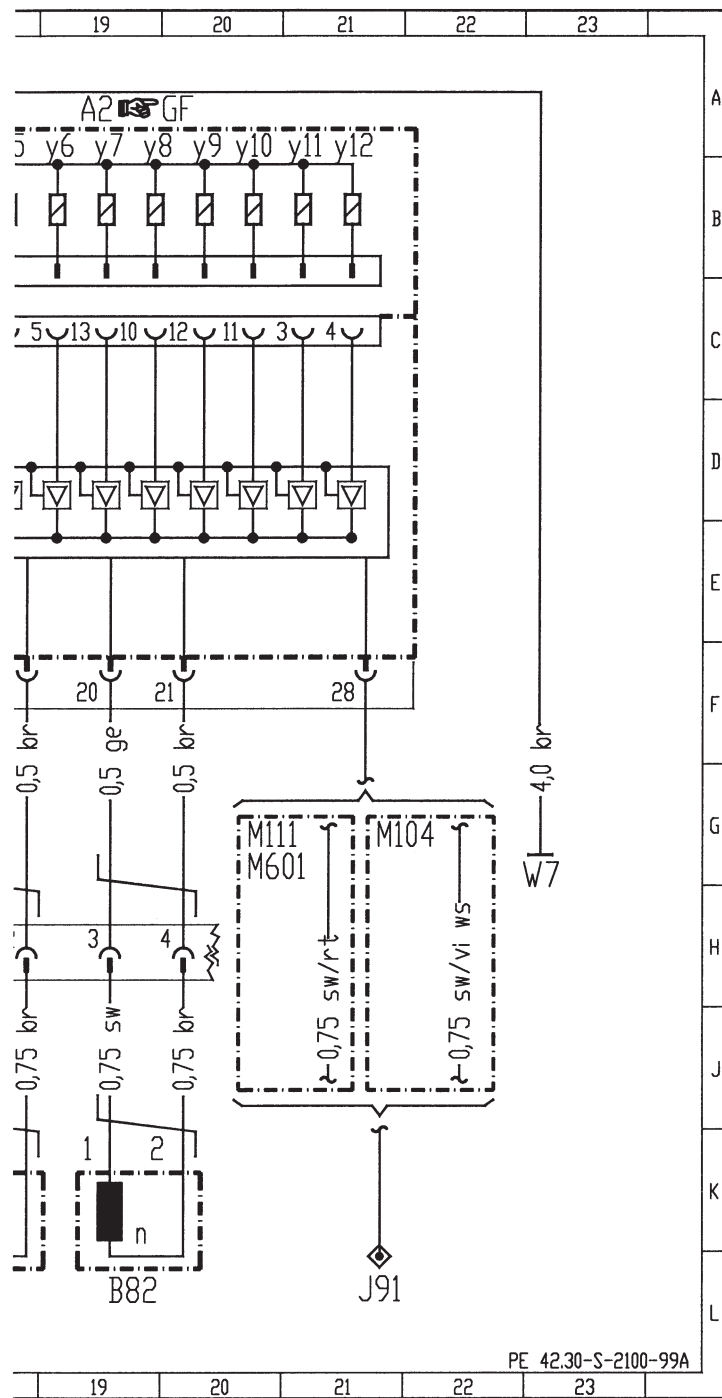 19 20 21 22 23
A
A2 GF
y6 y7 y8 y9 y10 y11 y12
B
C
5 13 10 12 11 3 4
D
E
20 21 28
F
0,5 br
0,5 ge
0,5 br
4,0 br
G
M111
M601
M104
W7
3 4
H
0,75 sw/rt
0,75 sw/vi ws
0,75 br
0,75 sw
0,75 br
J
1 2
K
n
B82
J91
L
PE 42.30-S-2100-99A
19 20 21 22 23